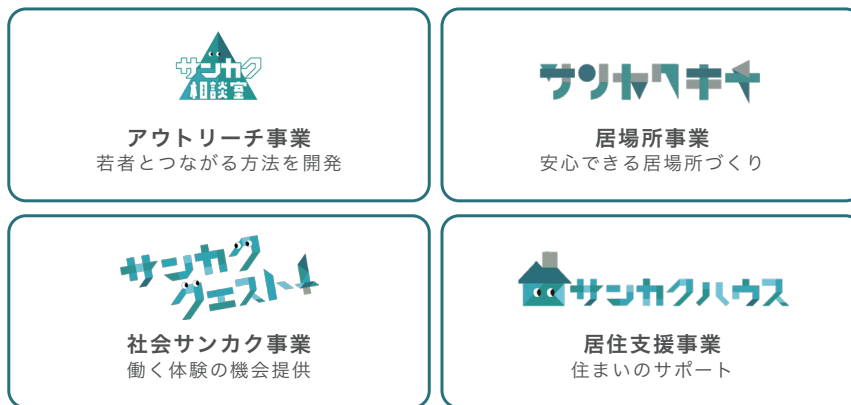 サンカク
相談室
アウトリーチ事業
若者とつながる方法を開発
サンカクキチ
居場所事業
安心できる居場所づくり
サンカク
クエスト
社会サンカク事業
働く体験の機会提供
サンカクハウス
居住支援事業
住まいのサポート